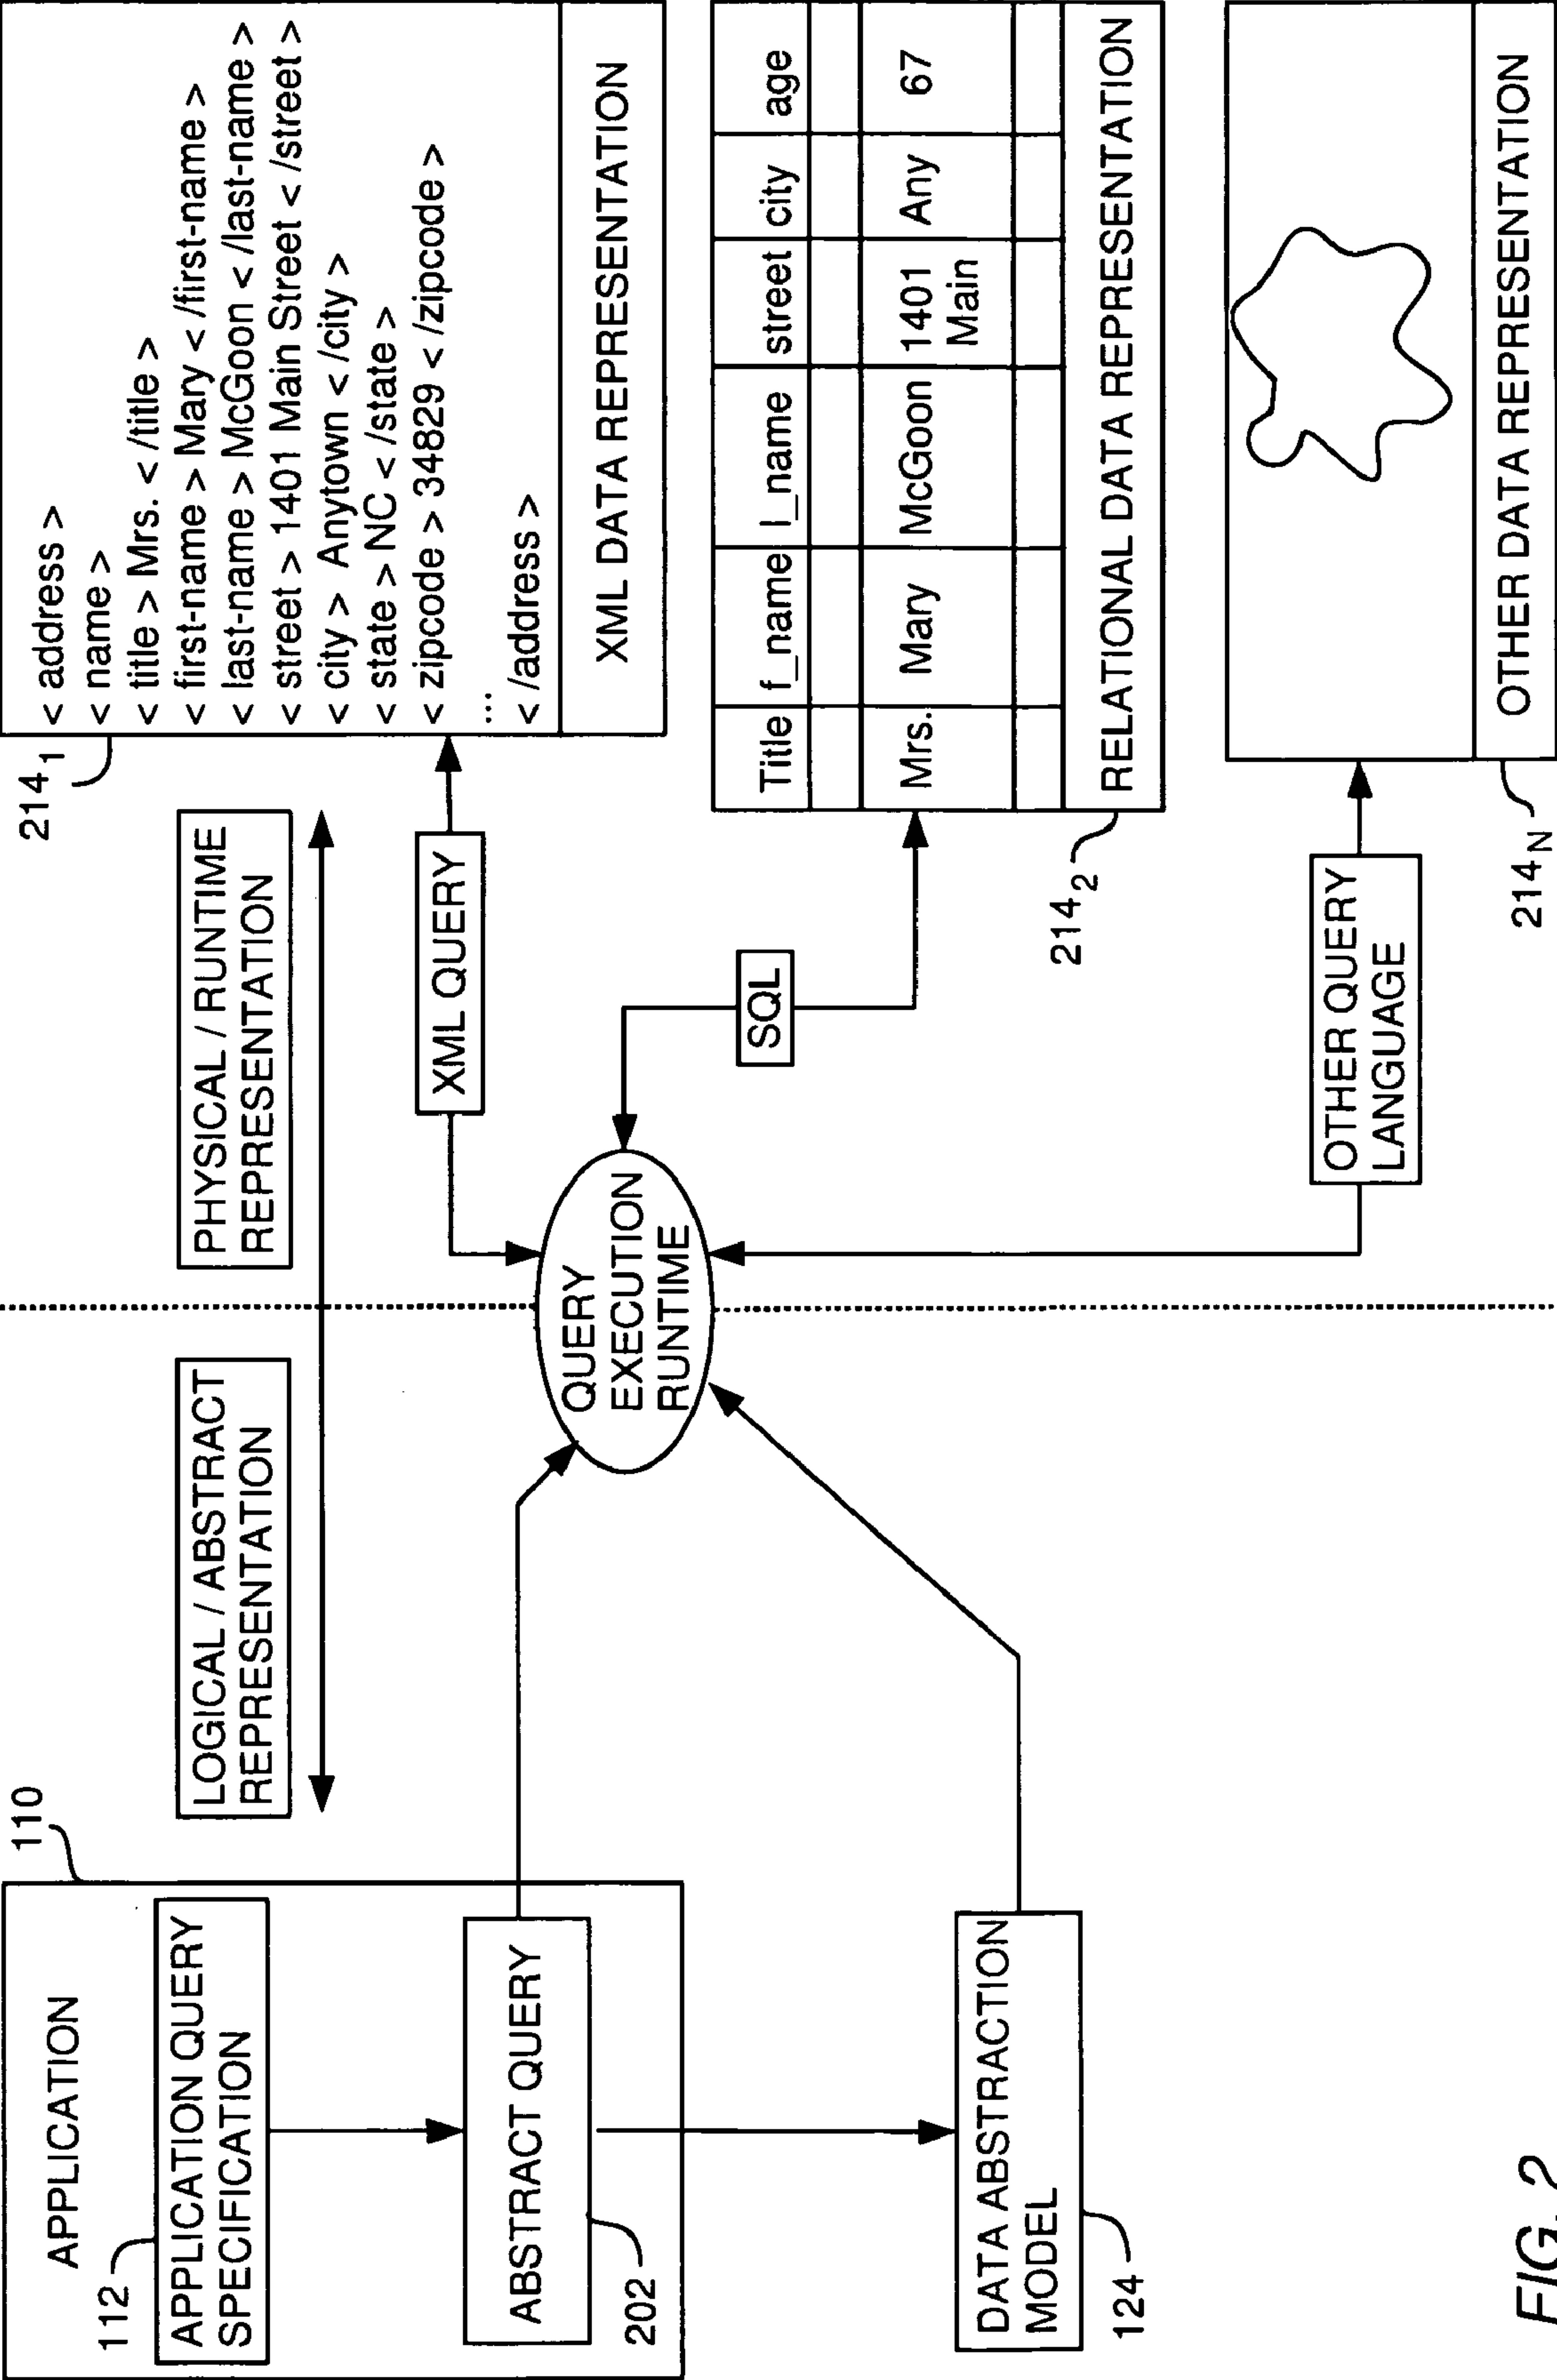 APPLICATION
110
112
APPLICATION QUERY
SPECIFICATION
ABSTRACT QUERY
202
DATA ABSTRACTION
MODEL
124
LOGICAL / ABSTRACT
REPRESENTATION
PHYSICAL / RUNTIME
REPRESENTATION
QUERY
EXECUTION
RUNTIME
XML QUERY
SQL
OTHER QUERY
LANGUAGE
214₁
< address >
< name >
< title > Mrs. < /title >
< first-name > Mary < /first-name >
< last-name > McGoon < /last-name >
< street > 1401 Main Street < /street >
< city > Anytown < /city >
< state > NC < /state >
< zipcode > 34829 < /zipcode >
...
< /address >
XML DATA REPRESENTATION
Title f_name l_name street city age
Mrs. Mary McGoon 1401 Any 67
Main
RELATIONAL DATA REPRESENTATION
214₂
OTHER DATA REPRESENTATION
214N
FIG. 2